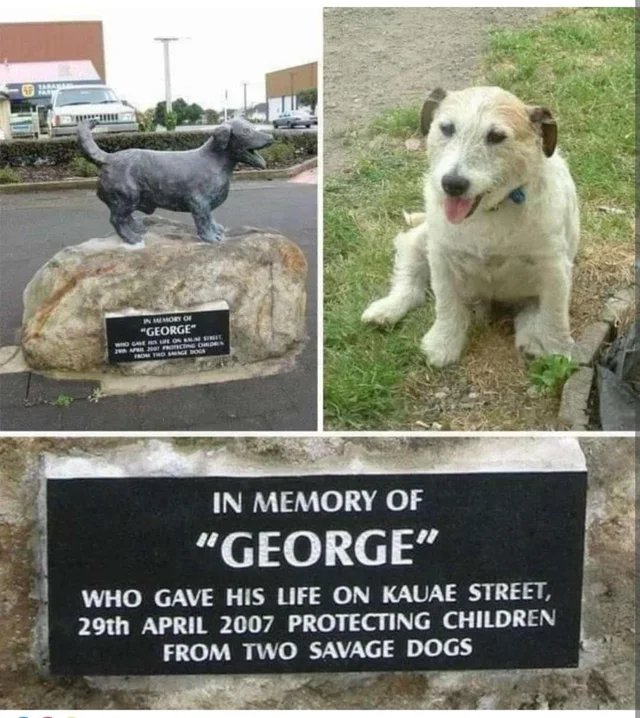 IN MEMORY OF
"GEORGE"
WHO GAVE HIS LIFE ON KAUAE STREET,
29th APRIL 2007 PROTECTING CHILDREN
FROM TWO SAVAGE DOGS
IN MEMORY OF
"GEORGE"
WHO GAVE HIS LIFE ON KAUAE STREET,
29th APRIL 2007 PROTECTING CHILDREN
FROM TWO SAVAGE DOGS